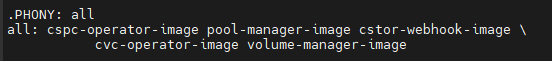 .PHONY: all
all: cspc-operator-image pool-manager-image cstor-webhook-image \
cvc-operator-image volume-manager-image